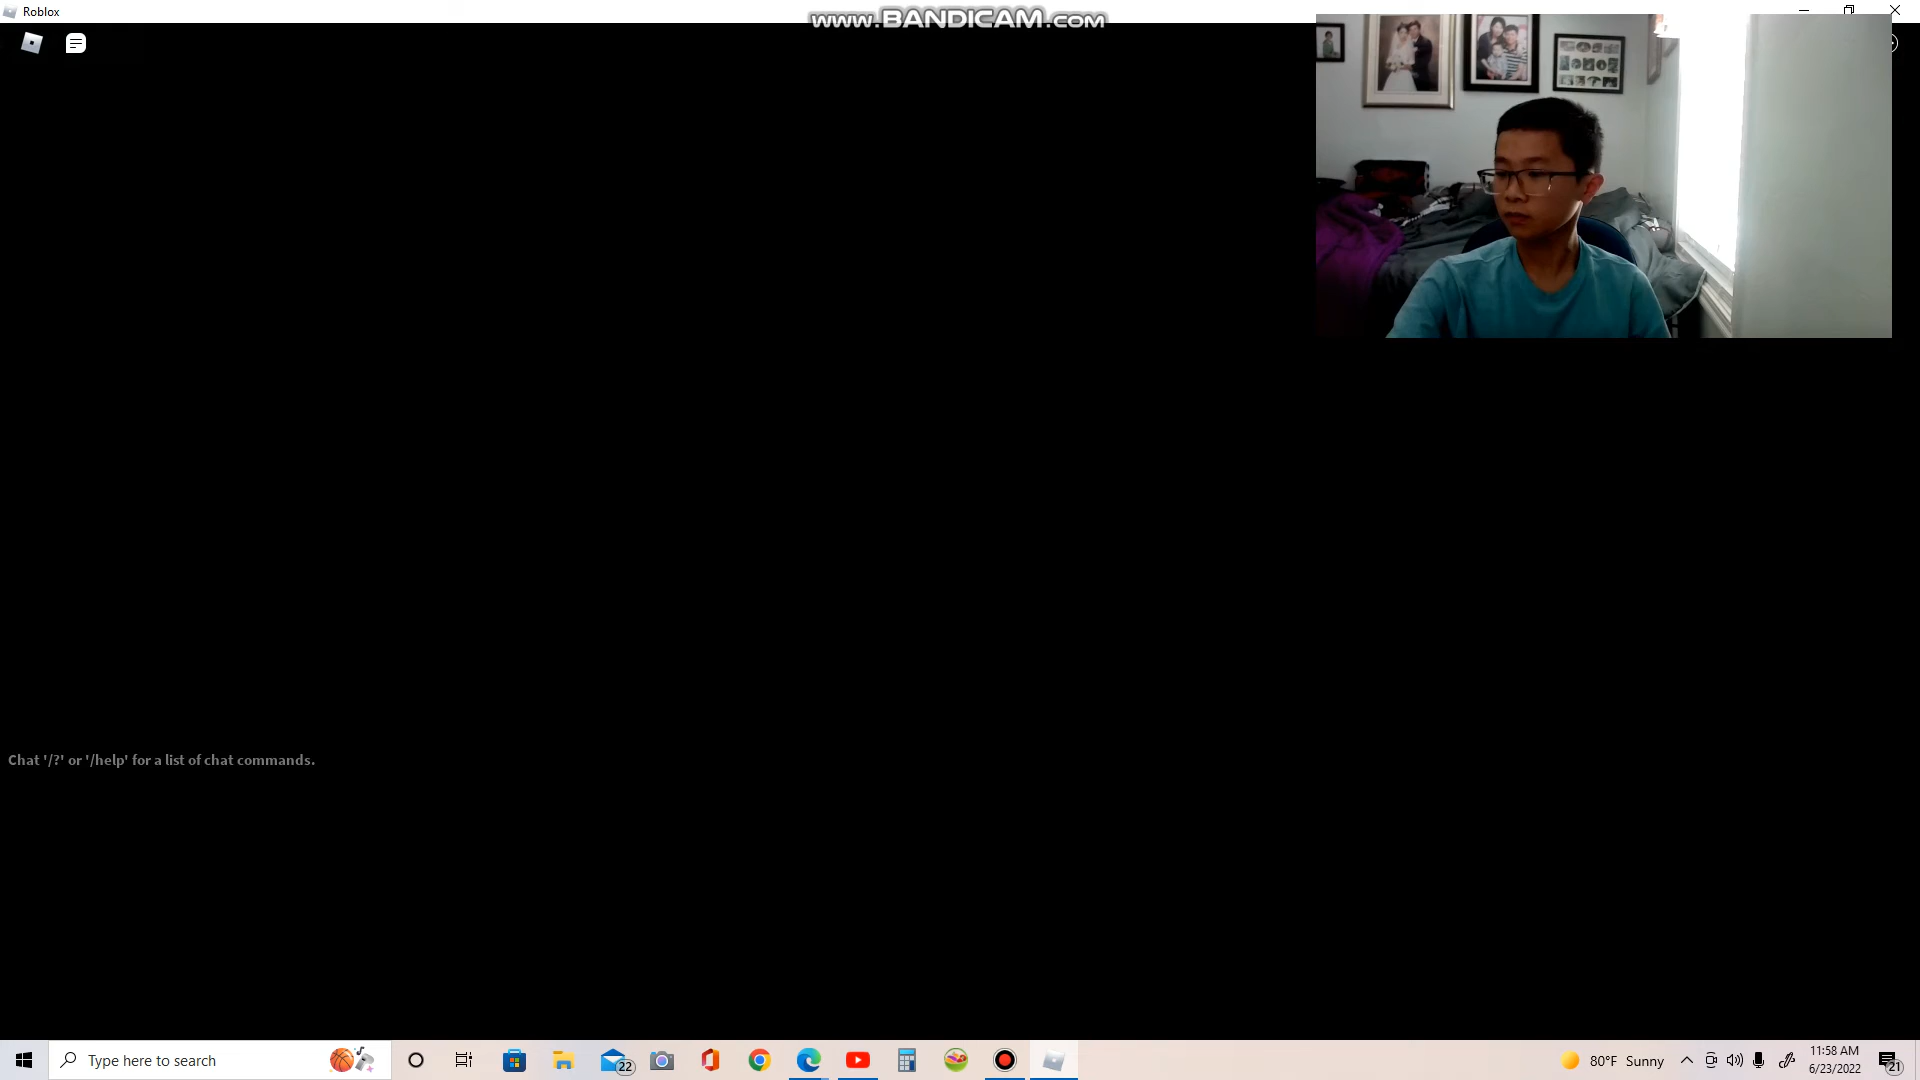 Roblox
www.BANDICAM.com
Chat '/?' or '/help' for a list of chat commands.
Type here to search
22
80°F Sunny
11:58 AM
6/23/2022
21